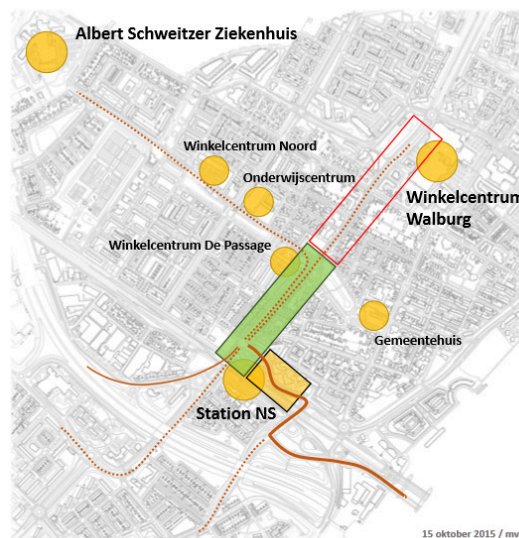 Albert Schweitzer Ziekenhuis
Winkelcentrum Noord
Onderwijscentrum
Winkelcentrum
Walburg
Winkelcentrum De Passage
Gemeentehuis
Station NS
15 oktober 2015 / mv